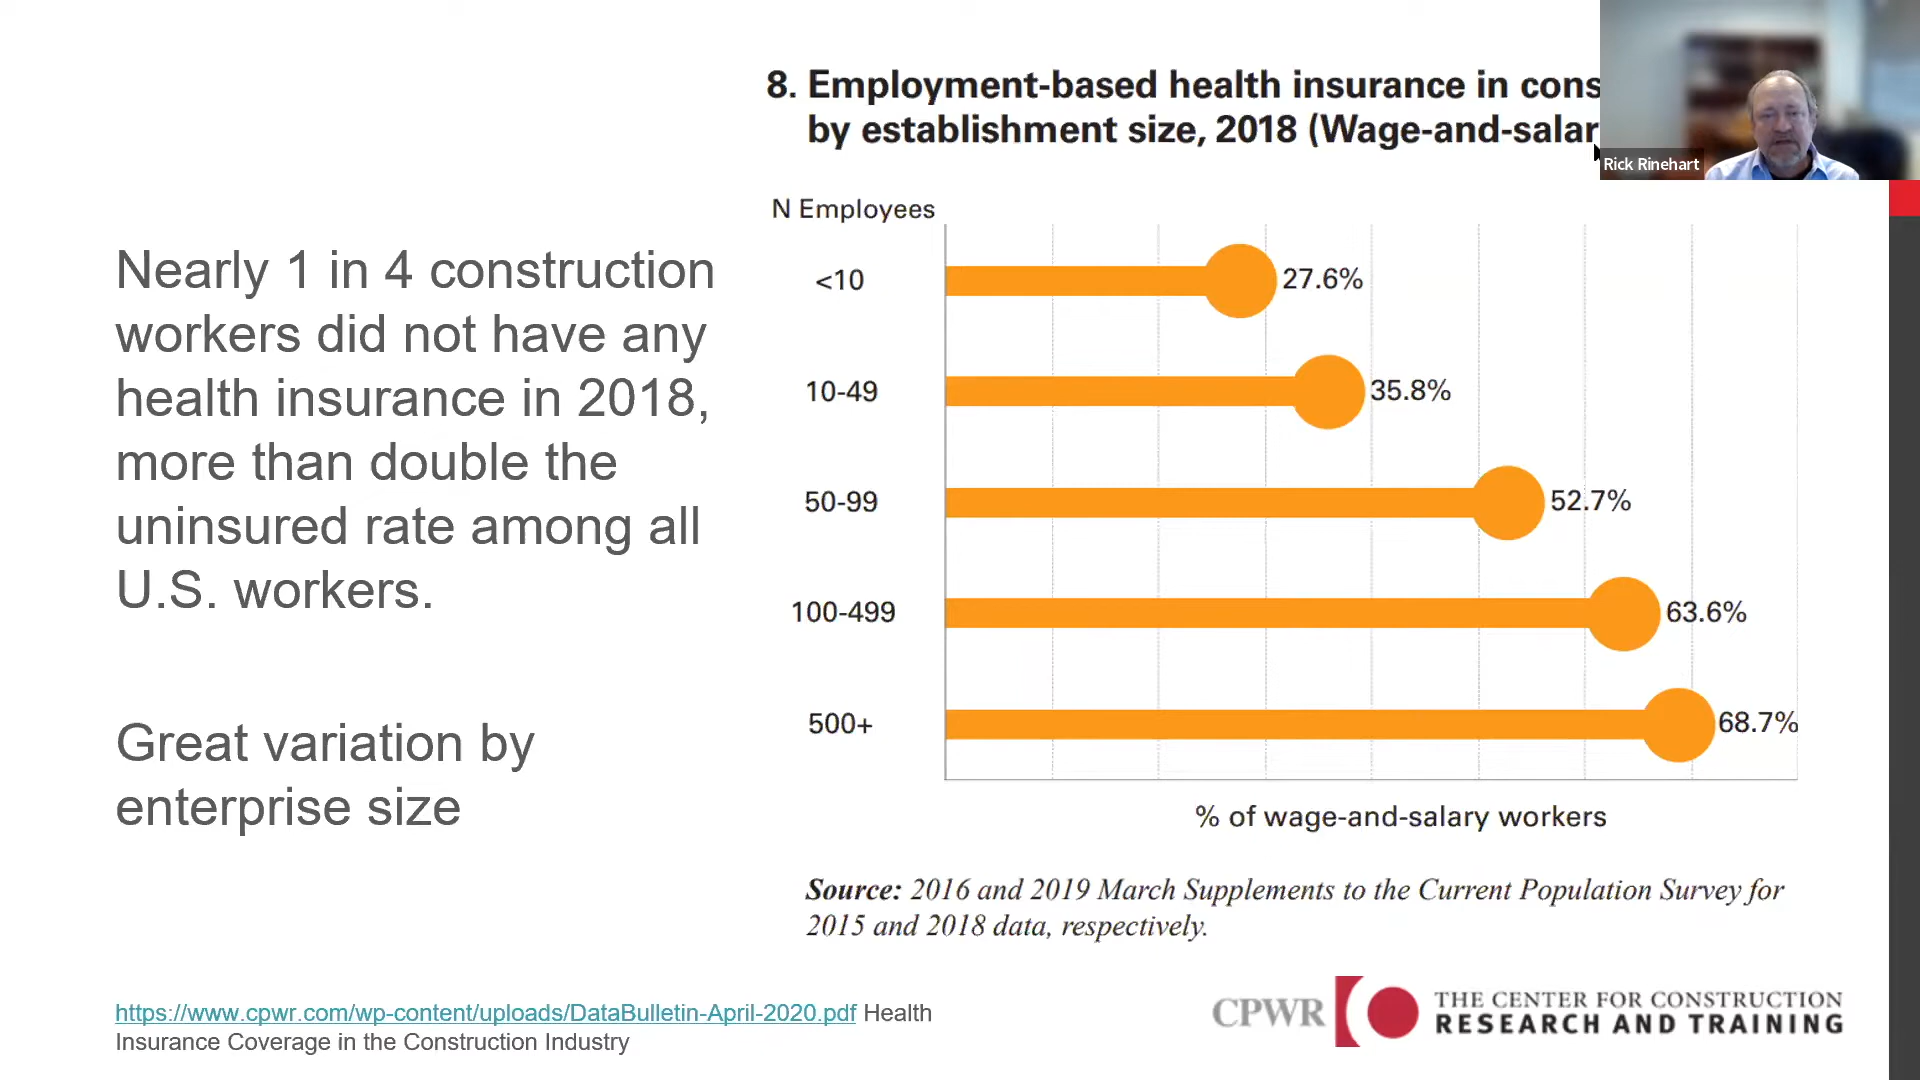 8. Employment-based health insurance in cons
by establishment size, 2018 (Wage-and-salar
Rick Rinehart
Nearly 1 in 4 construction
workers did not have any
health insurance in 2018,
more than double the
uninsured rate among all
U.S. workers.
Great variation by
enterprise size
N Employees
<10
27.6%
10-49
35.8%
50-99
52.7%
100-499
63.6%
500+
68.7%
% of wage-and-salary workers
Source: 2016 and 2019 March Supplements to the Current Population Survey for
2015 and 2018 data, respectively.
https://www.cpwr.com/wp-content/uploads/DataBulletin-April-2020.pdf Health
Insurance Coverage in the Construction Industry
CPWR
THE CENTER FOR CONSTRUCTION
RESEARCH AND TRAINING